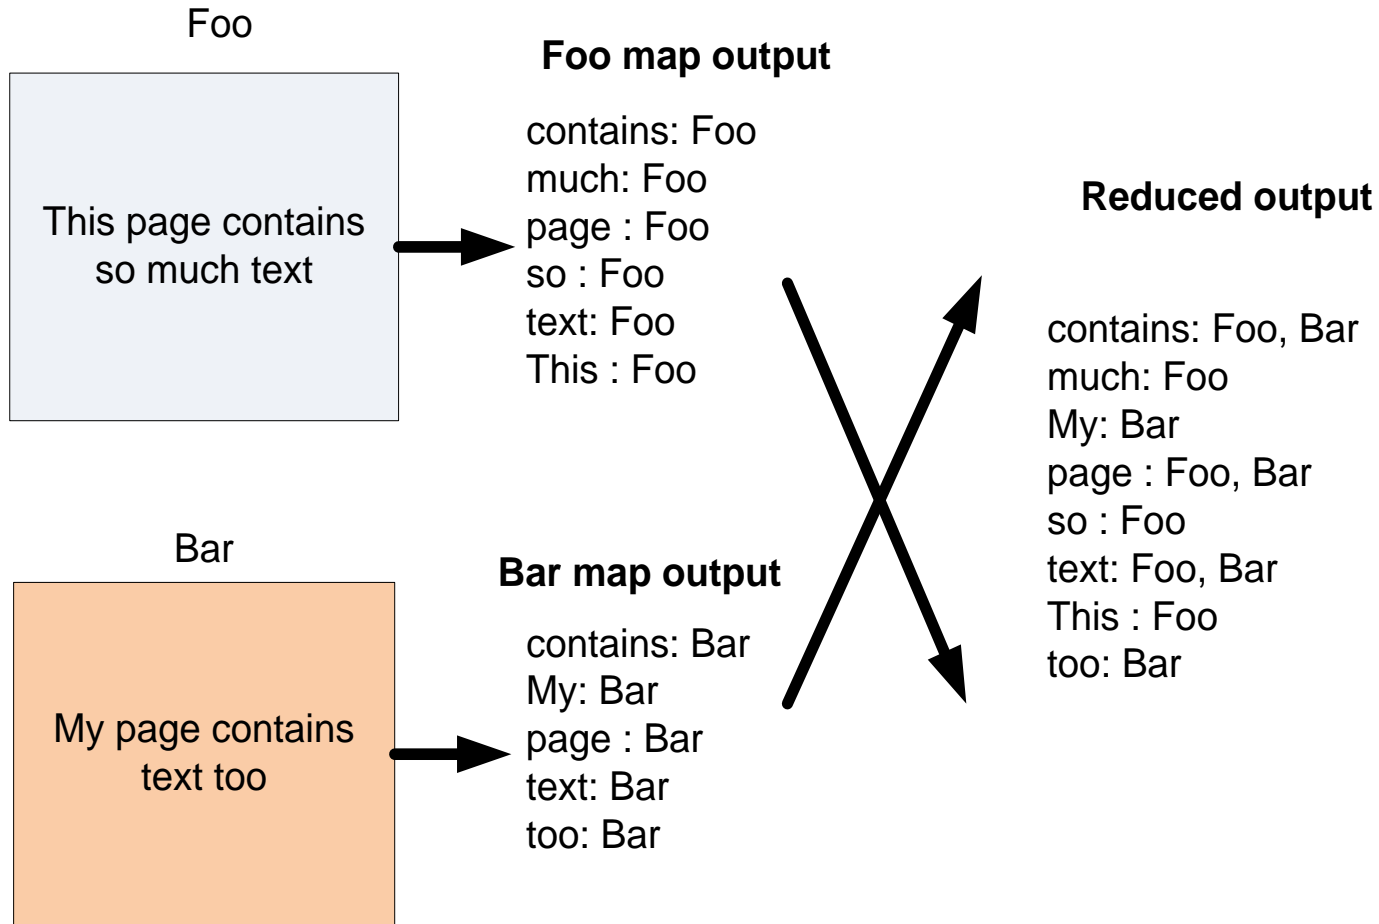 Foo
This page contains
so much text
Foo map output
contains: Foo
much: Foo
page : Foo
so : Foo
text: Foo
This : Foo
Bar
My page contains
text too
Bar map output
contains: Bar
My: Bar
page : Bar
text: Bar
too: Bar
Reduced output
contains: Foo, Bar
much: Foo
My: Bar
page : Foo, Bar
so : Foo
text: Foo, Bar
This : Foo
too: Bar